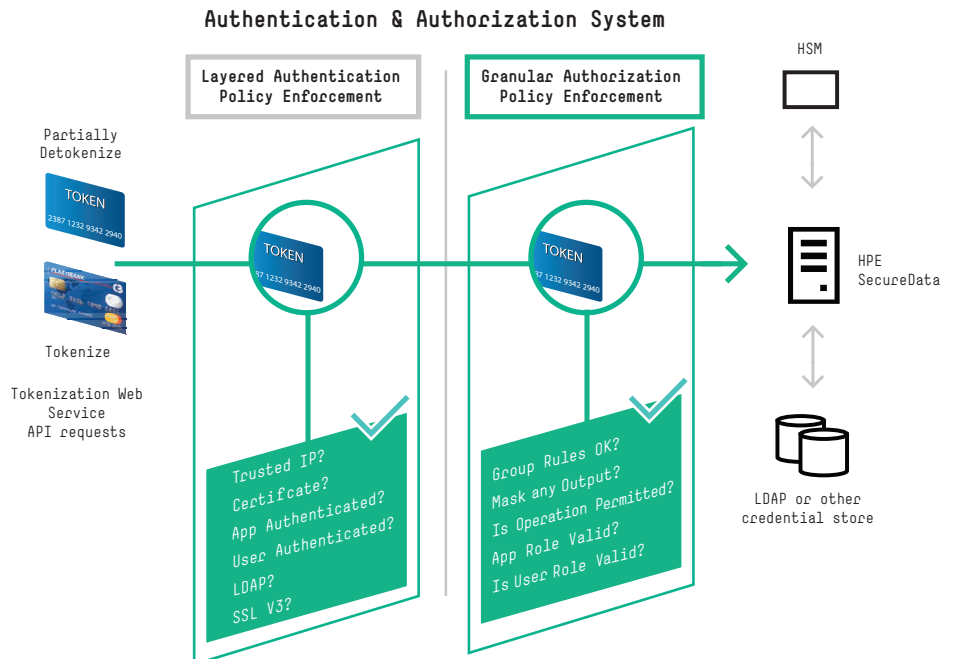 Authentication & Authorization System
Layered Authentication
Policy Enforcement
Granular Authorization
Policy Enforcement
HSM
Partially
Detokenize
TOKEN
2387 1232 9342 2940
TOKEN
37 1232 9342 2940
TOKEN
37 1232 9342 2940
HPE
SecureData
Tokenize
Tokenization Web
Service
API requests
Trusted IP?
Certifcate?
App Authenticated?
User Authenticated?
LDAP?
SSL V3?
Group Rules OK?
Mask any Output?
Is Operation Permitted?
App Role Valid?
Is User Role Valid?
LDAP or other
credential store